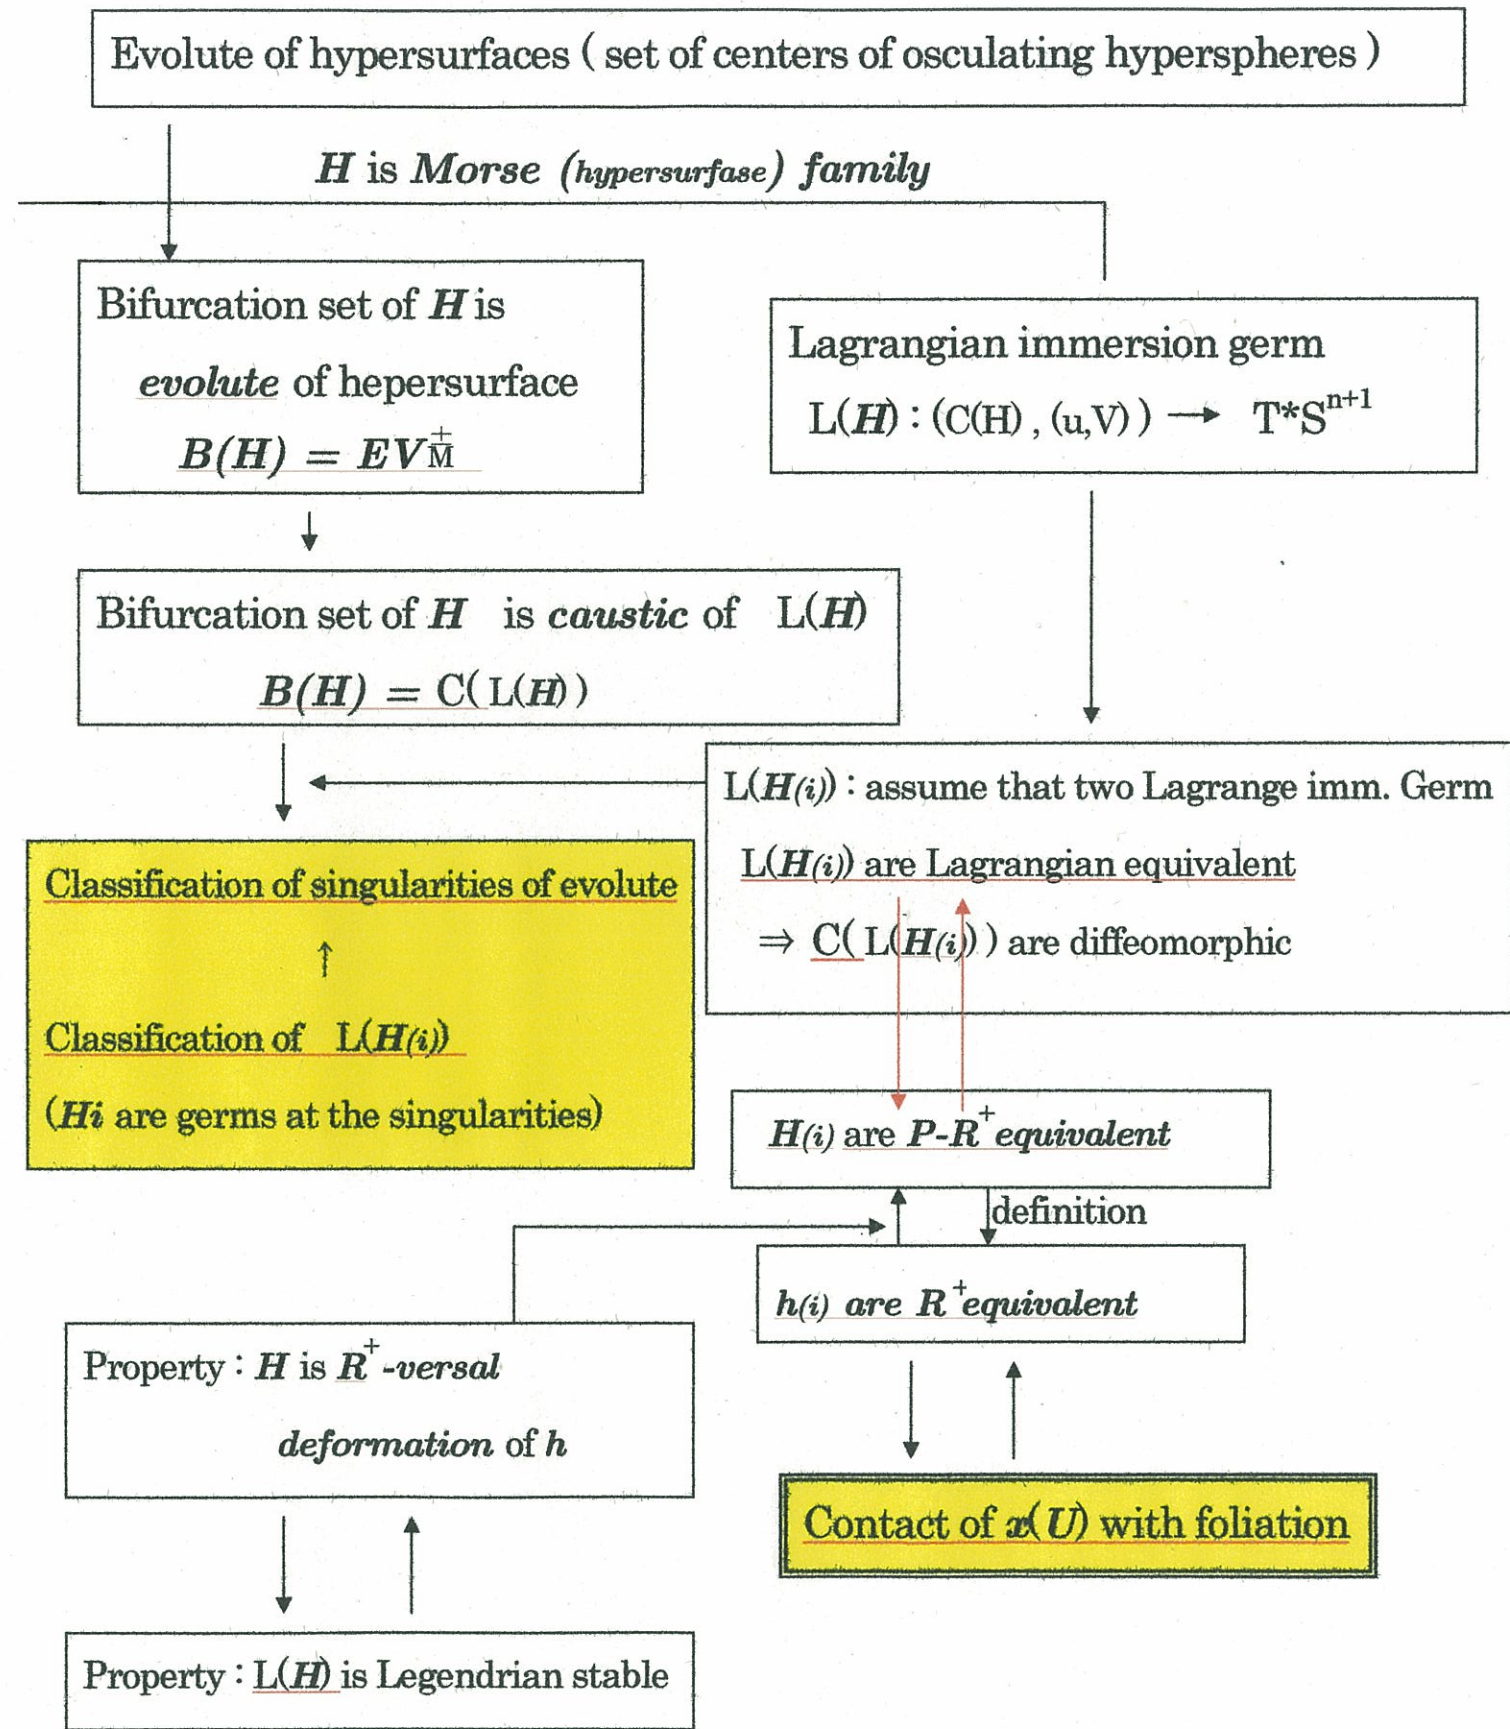 Evolute of hypersurfaces ( set of centers of osculating hyperspheres )
H is Morse (hypersurfase) family
Bifurcation set of H is
evolute of hepersurface
B(H) = EV±M
Lagrangian immersion germ
L(H) : (C(H) , (u,V) ) → T*Sⁿ⁺¹
Bifurcation set of H is caustic of L(H)
B(H) = C( L(H) )
L(H(i)) : assume that two Lagrange imm. Germ
L(H(i)) are Lagrangian equivalent
⇒ C( L(H(i)) ) are diffeomorphic
Classification of singularities of evolute
↑
Classification of L(H(i))
(Hi are germs at the singularities)
H(i) are P-R⁺equivalent
definition
h(i) are R⁺equivalent
Property : H is R⁺-versal
deformation of h
Contact of x(U) with foliation
Property : L(H) is Legendrian stable